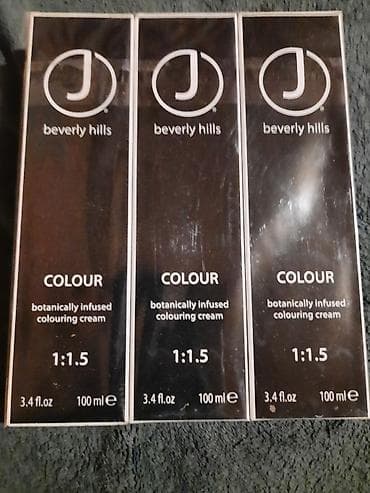 J
beverly hills
COLOUR
botanically infused
colouring cream
1:1.5
3.4 fl.oz 100 ml e
J
beverly hills
COLOUR
botanically infused
colouring cream
1:1.5
3.4 fl.oz 100 ml e
J
beverly hills
COLOUR
botanically infused
colouring cream
1:1.5
3.4 fl.oz 100 ml e